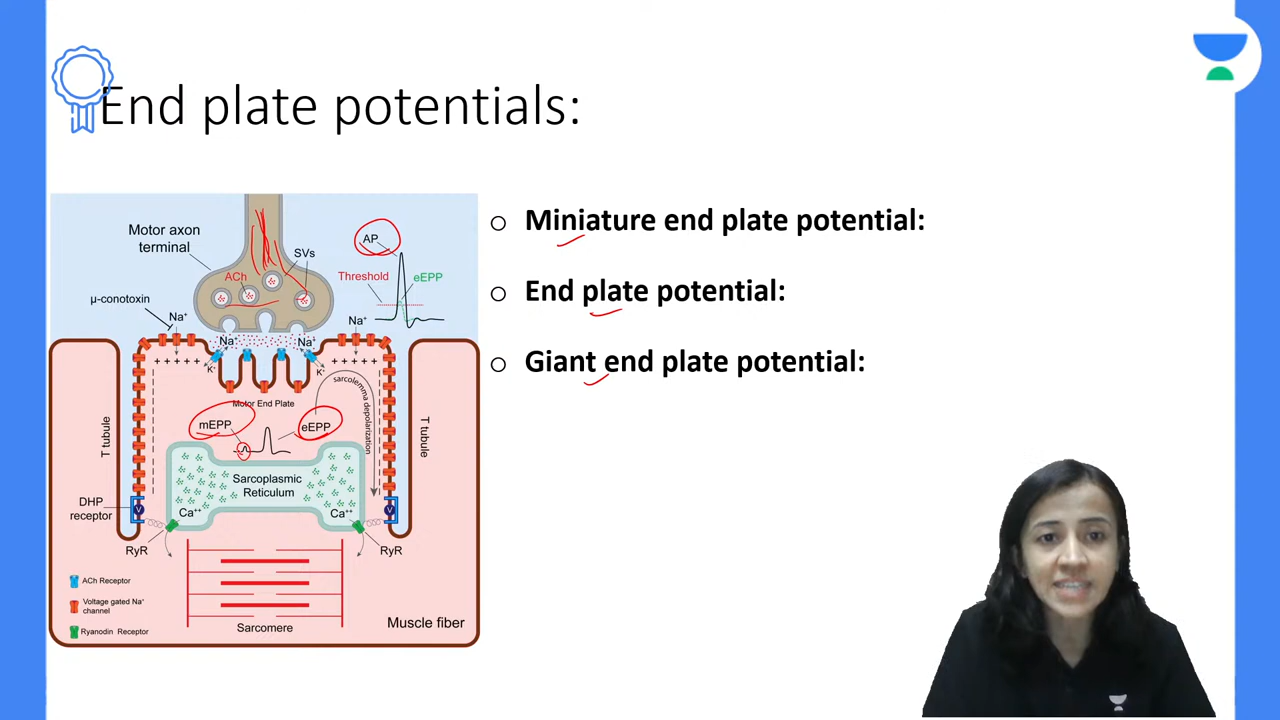 End plate potentials:
Motor axon
terminal
AP
SVs
ACh
Threshold
eEPP
μ-conotoxin
Na⁺
Na⁺
Na⁺
Na⁺
+ + + + +
+ + + + +
K⁺
K⁺
Motor End Plate
sarcolemma depolarization
mEPP
eEPP
T tubule
T tubule
Sarcoplasmic
Reticulum
DHP
receptor
V
V
Ca⁺⁺
Ca⁺⁺
RyR
RyR
ACh Receptor
Voltage gated Na⁺
channel
Ryanodin Receptor
Sarcomere
Muscle fiber
o Miniature end plate potential:
o End plate potential:
o Giant end plate potential: